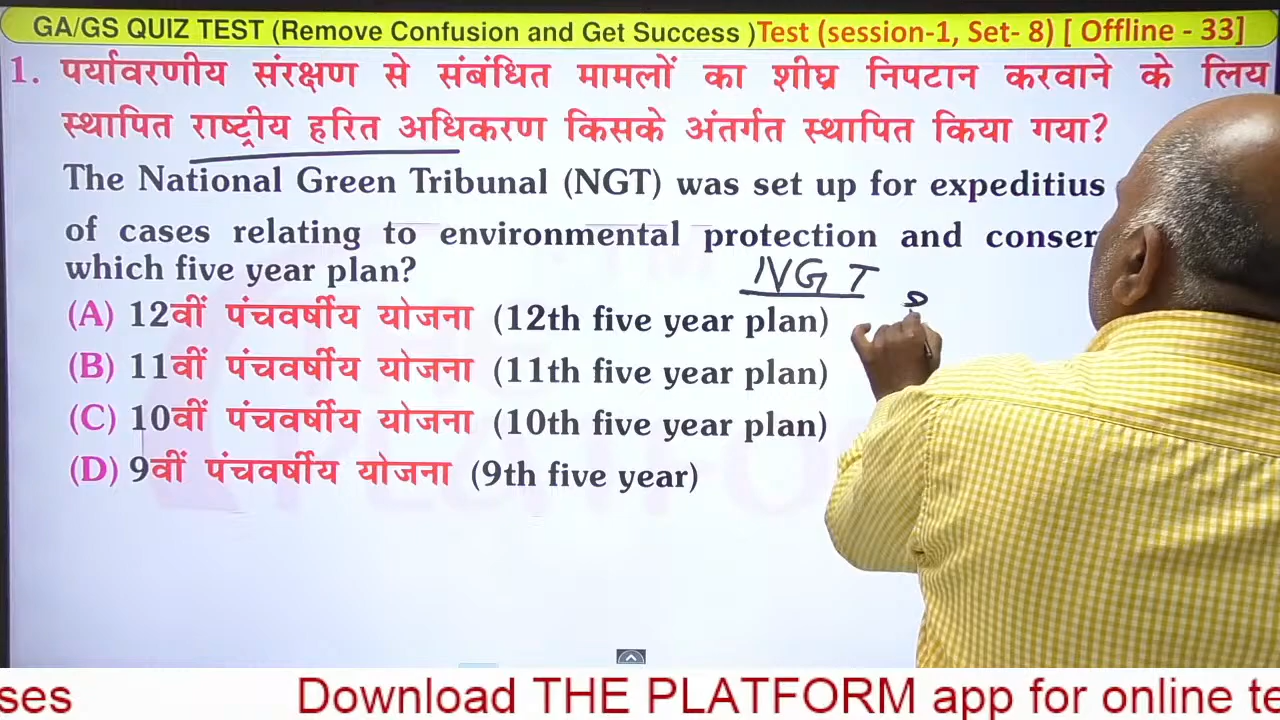 GA/GS QUIZ TEST (Remove Confusion and Get Success )Test (session-1, Set- 8) [ Offline - 33]
1. पर्यावरणीय संरक्षण से संबंधित मामलों का शीघ्र निपटान करवाने के लिय
स्थापित राष्ट्रीय हरित अधिकरण किसके अंतर्गत स्थापित किया गया?
The National Green Tribunal (NGT) was set up for expeditius
of cases relating to environmental protection and conser
which five year plan?
NGT
(A) 12वीं पंचवर्षीय योजना (12th five year plan)
(B) 11वीं पंचवर्षीय योजना (11th five year plan)
(C) 10वीं पंचवर्षीय योजना (10th five year plan)
(D) 9वीं पंचवर्षीय योजना (9th five year)
ses Download THE PLATFORM app for online te